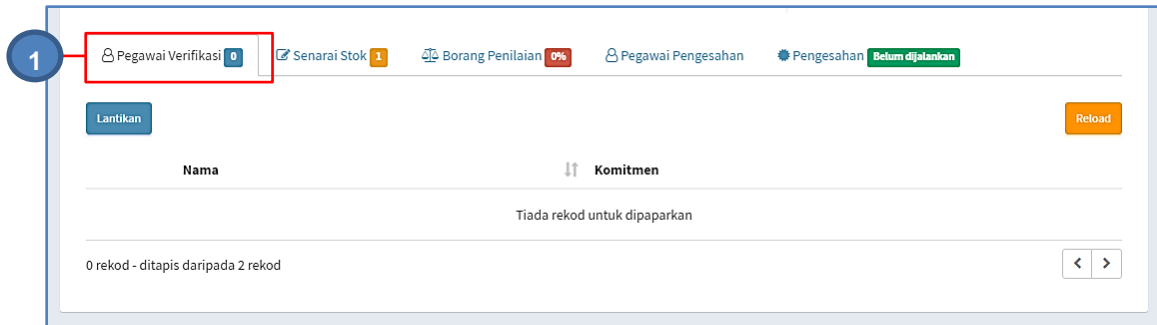 1
Pegawai Verifikasi 0 Senarai Stok 1 Borang Penilaian 0% Pegawai Pengesahan Pengesahan Belum dijalankan
Lantikan Reload
Nama Komitmen
Tiada rekod untuk dipaparkan
0 rekod - ditapis daripada 2 rekod